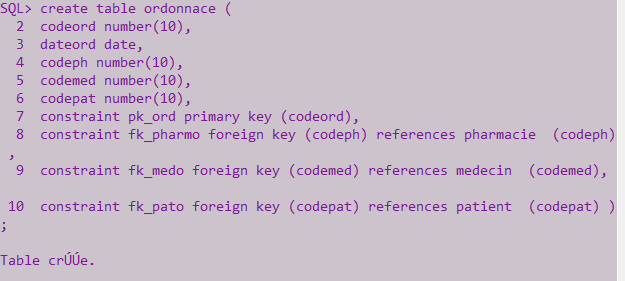 SQL> create table ordonnace (
2 codeord number(10),
3 dateord date,
4 codeph number(10),
5 codemed number(10),
6 codepat number(10),
7 constraint pk_ord primary key (codeord),
8 constraint fk_pharmo foreign key (codeph) references pharmacie (codeph)
,
9 constraint fk_medo foreign key (codemed) references medecin (codemed),
10 constraint fk_pato foreign key (codepat) references patient (codepat) )
;
Table crÚÚe.